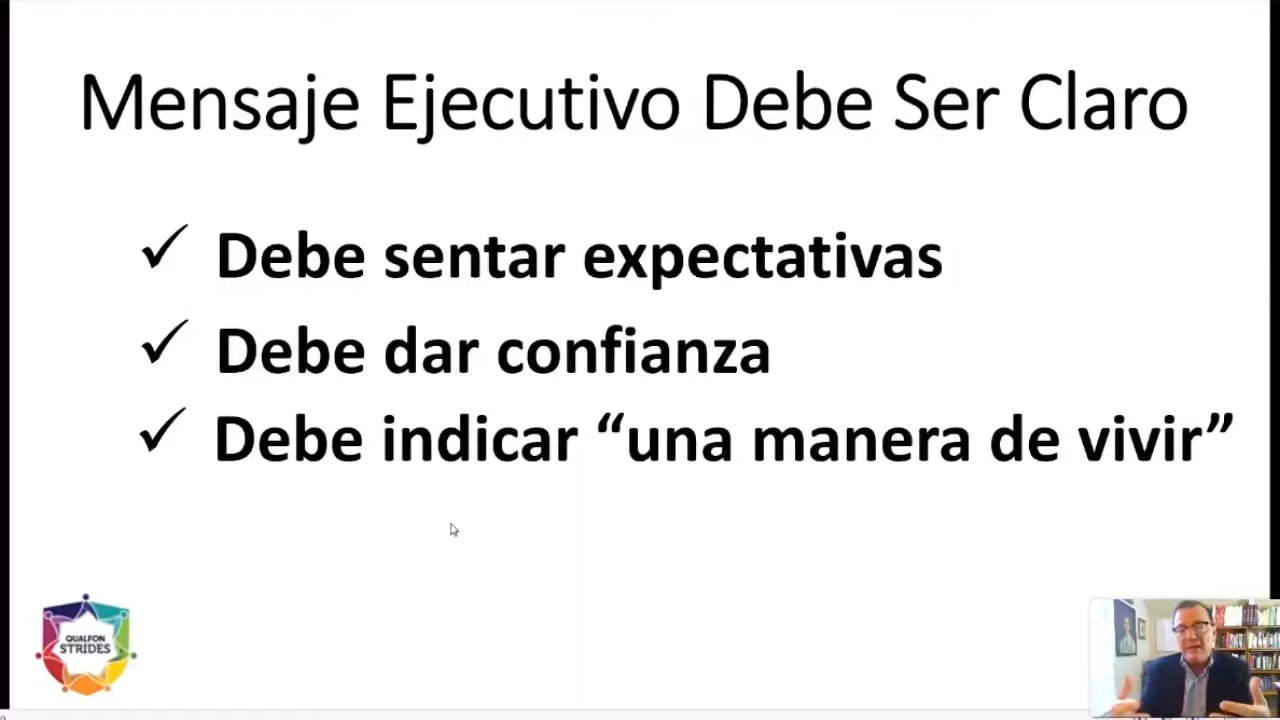 Mensaje Ejecutivo Debe Ser Claro
✓ Debe sentar expectativas
✓ Debe dar confianza
✓ Debe indicar “una manera de vivir”
QUALFON
STRIDES